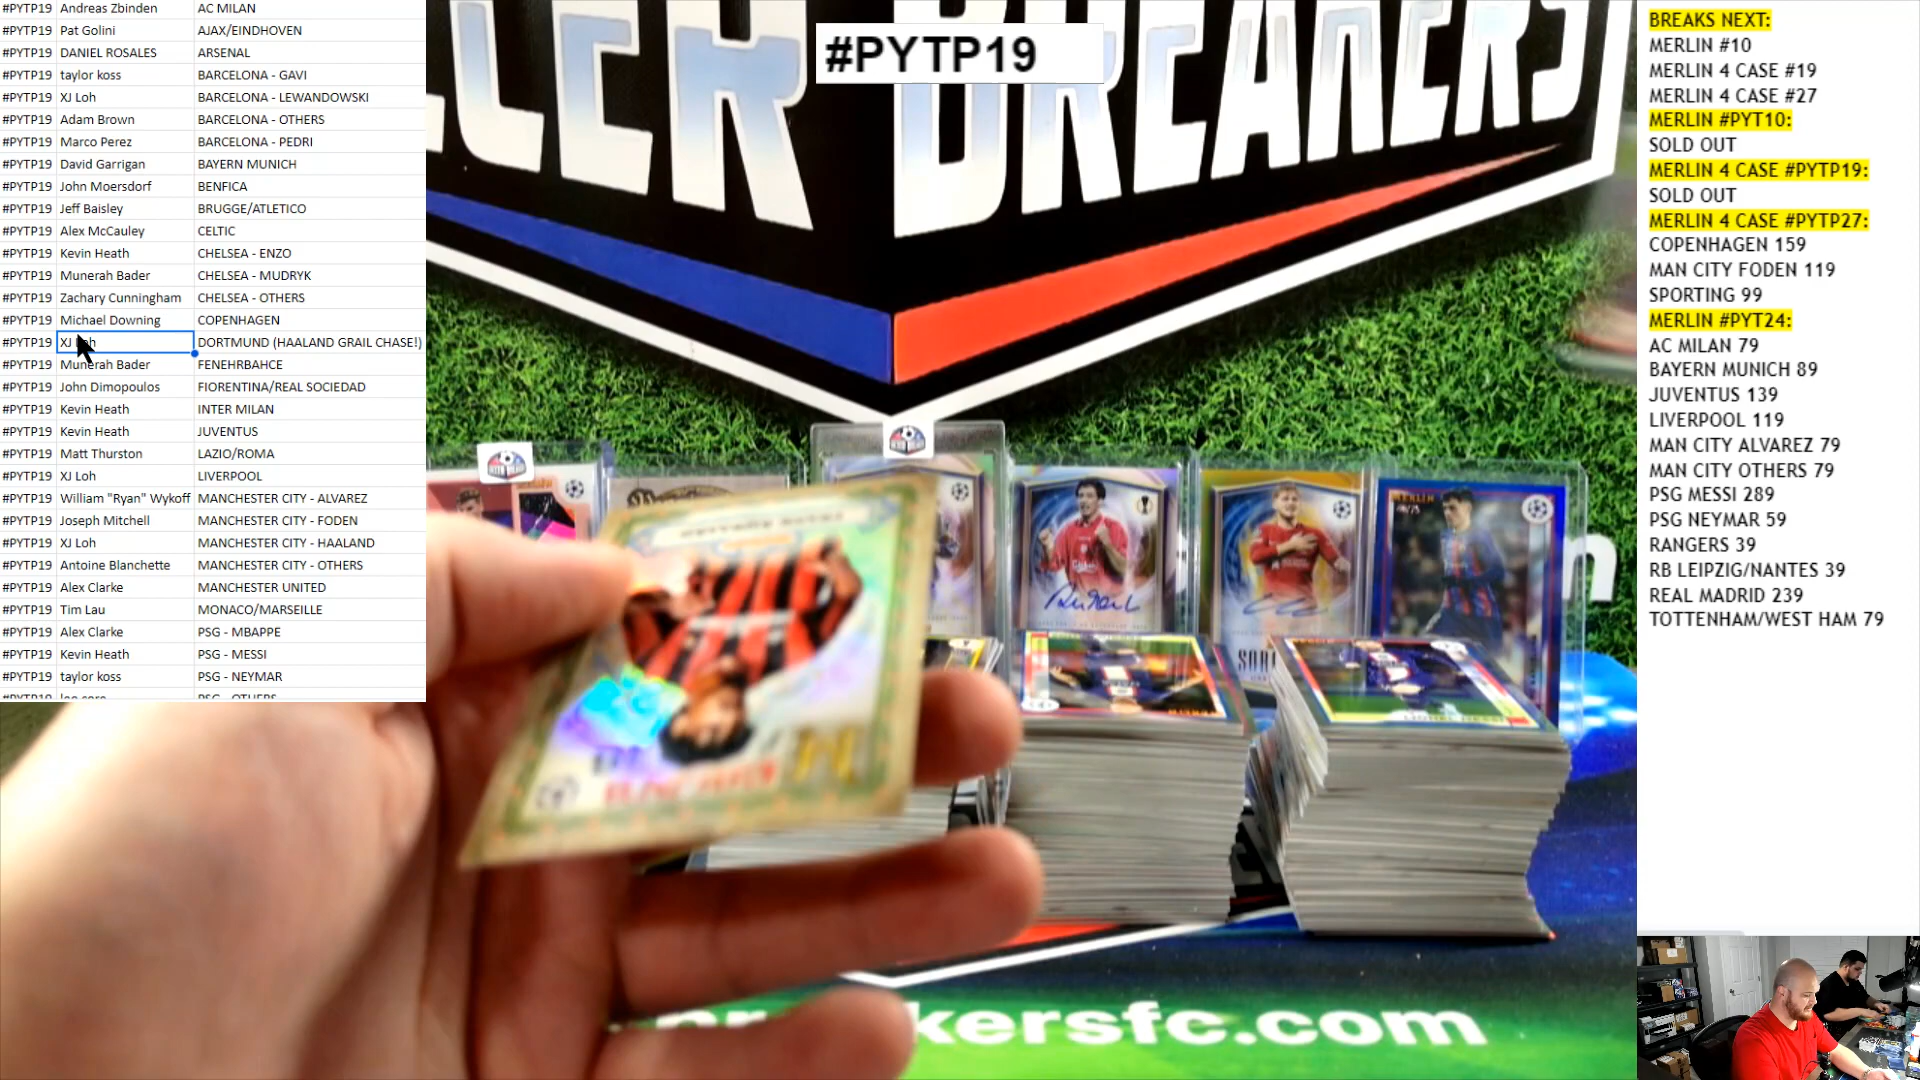 #PYTP19 Andreas Zbinden AC MILAN
#PYTP19 Pat Golini AJAX/EINDHOVEN
#PYTP19 DANIEL ROSALES ARSENAL
#PYTP19 taylor koss BARCELONA - GAVI
#PYTP19 XJ Loh BARCELONA - LEWANDOWSKI
#PYTP19 Adam Brown BARCELONA - OTHERS
#PYTP19 Marco Perez BARCELONA - PEDRI
#PYTP19 David Garrigan BAYERN MUNICH
#PYTP19 John Moersdorf BENFICA
#PYTP19 Jeff Baisley BRUGGE/ATLETICO
#PYTP19 Alex McCauley CELTIC
#PYTP19 Kevin Heath CHELSEA - ENZO
#PYTP19 Munerah Bader CHELSEA - MUDRYK
#PYTP19 Zachary Cunningham CHELSEA - OTHERS
#PYTP19 Michael Downing COPENHAGEN
#PYTP19 XJ Loh DORTMUND (HAALAND GRAIL CHASE!)
#PYTP19 Munerah Bader FENEHRBAHCE
#PYTP19 John Dimopoulos FIORENTINA/REAL SOCIEDAD
#PYTP19 Kevin Heath INTER MILAN
#PYTP19 Kevin Heath JUVENTUS
#PYTP19 Matt Thurston LAZIO/ROMA
#PYTP19 XJ Loh LIVERPOOL
#PYTP19 William "Ryan" Wykoff MANCHESTER CITY - ALVAREZ
#PYTP19 Joseph Mitchell MANCHESTER CITY - FODEN
#PYTP19 XJ Loh MANCHESTER CITY - HAALAND
#PYTP19 Antoine Blanchette MANCHESTER CITY - OTHERS
#PYTP19 Alex Clarke MANCHESTER UNITED
#PYTP19 Tim Lau MONACO/MARSEILLE
#PYTP19 Alex Clarke PSG - MBAPPE
#PYTP19 Kevin Heath PSG - MESSI
#PYTP19 taylor koss PSG - NEYMAR
#PYTP19 PSG - OTHERS
#PYTP19
BREAKERS
MERLIN
kersfc.com
BREAKS NEXT:
MERLIN #10
MERLIN 4 CASE #19
MERLIN 4 CASE #27
MERLIN #PYT10:
SOLD OUT
MERLIN 4 CASE #PYTP19:
SOLD OUT
MERLIN 4 CASE #PYTP27:
COPENHAGEN 159
MAN CITY FODEN 119
SPORTING 99
MERLIN #PYT24:
AC MILAN 79
BAYERN MUNICH 89
JUVENTUS 139
LIVERPOOL 119
MAN CITY ALVAREZ 79
MAN CITY OTHERS 79
PSG MESSI 289
PSG NEYMAR 59
RANGERS 39
RB LEIPZIG/NANTES 39
REAL MADRID 239
TOTTENHAM/WEST HAM 79